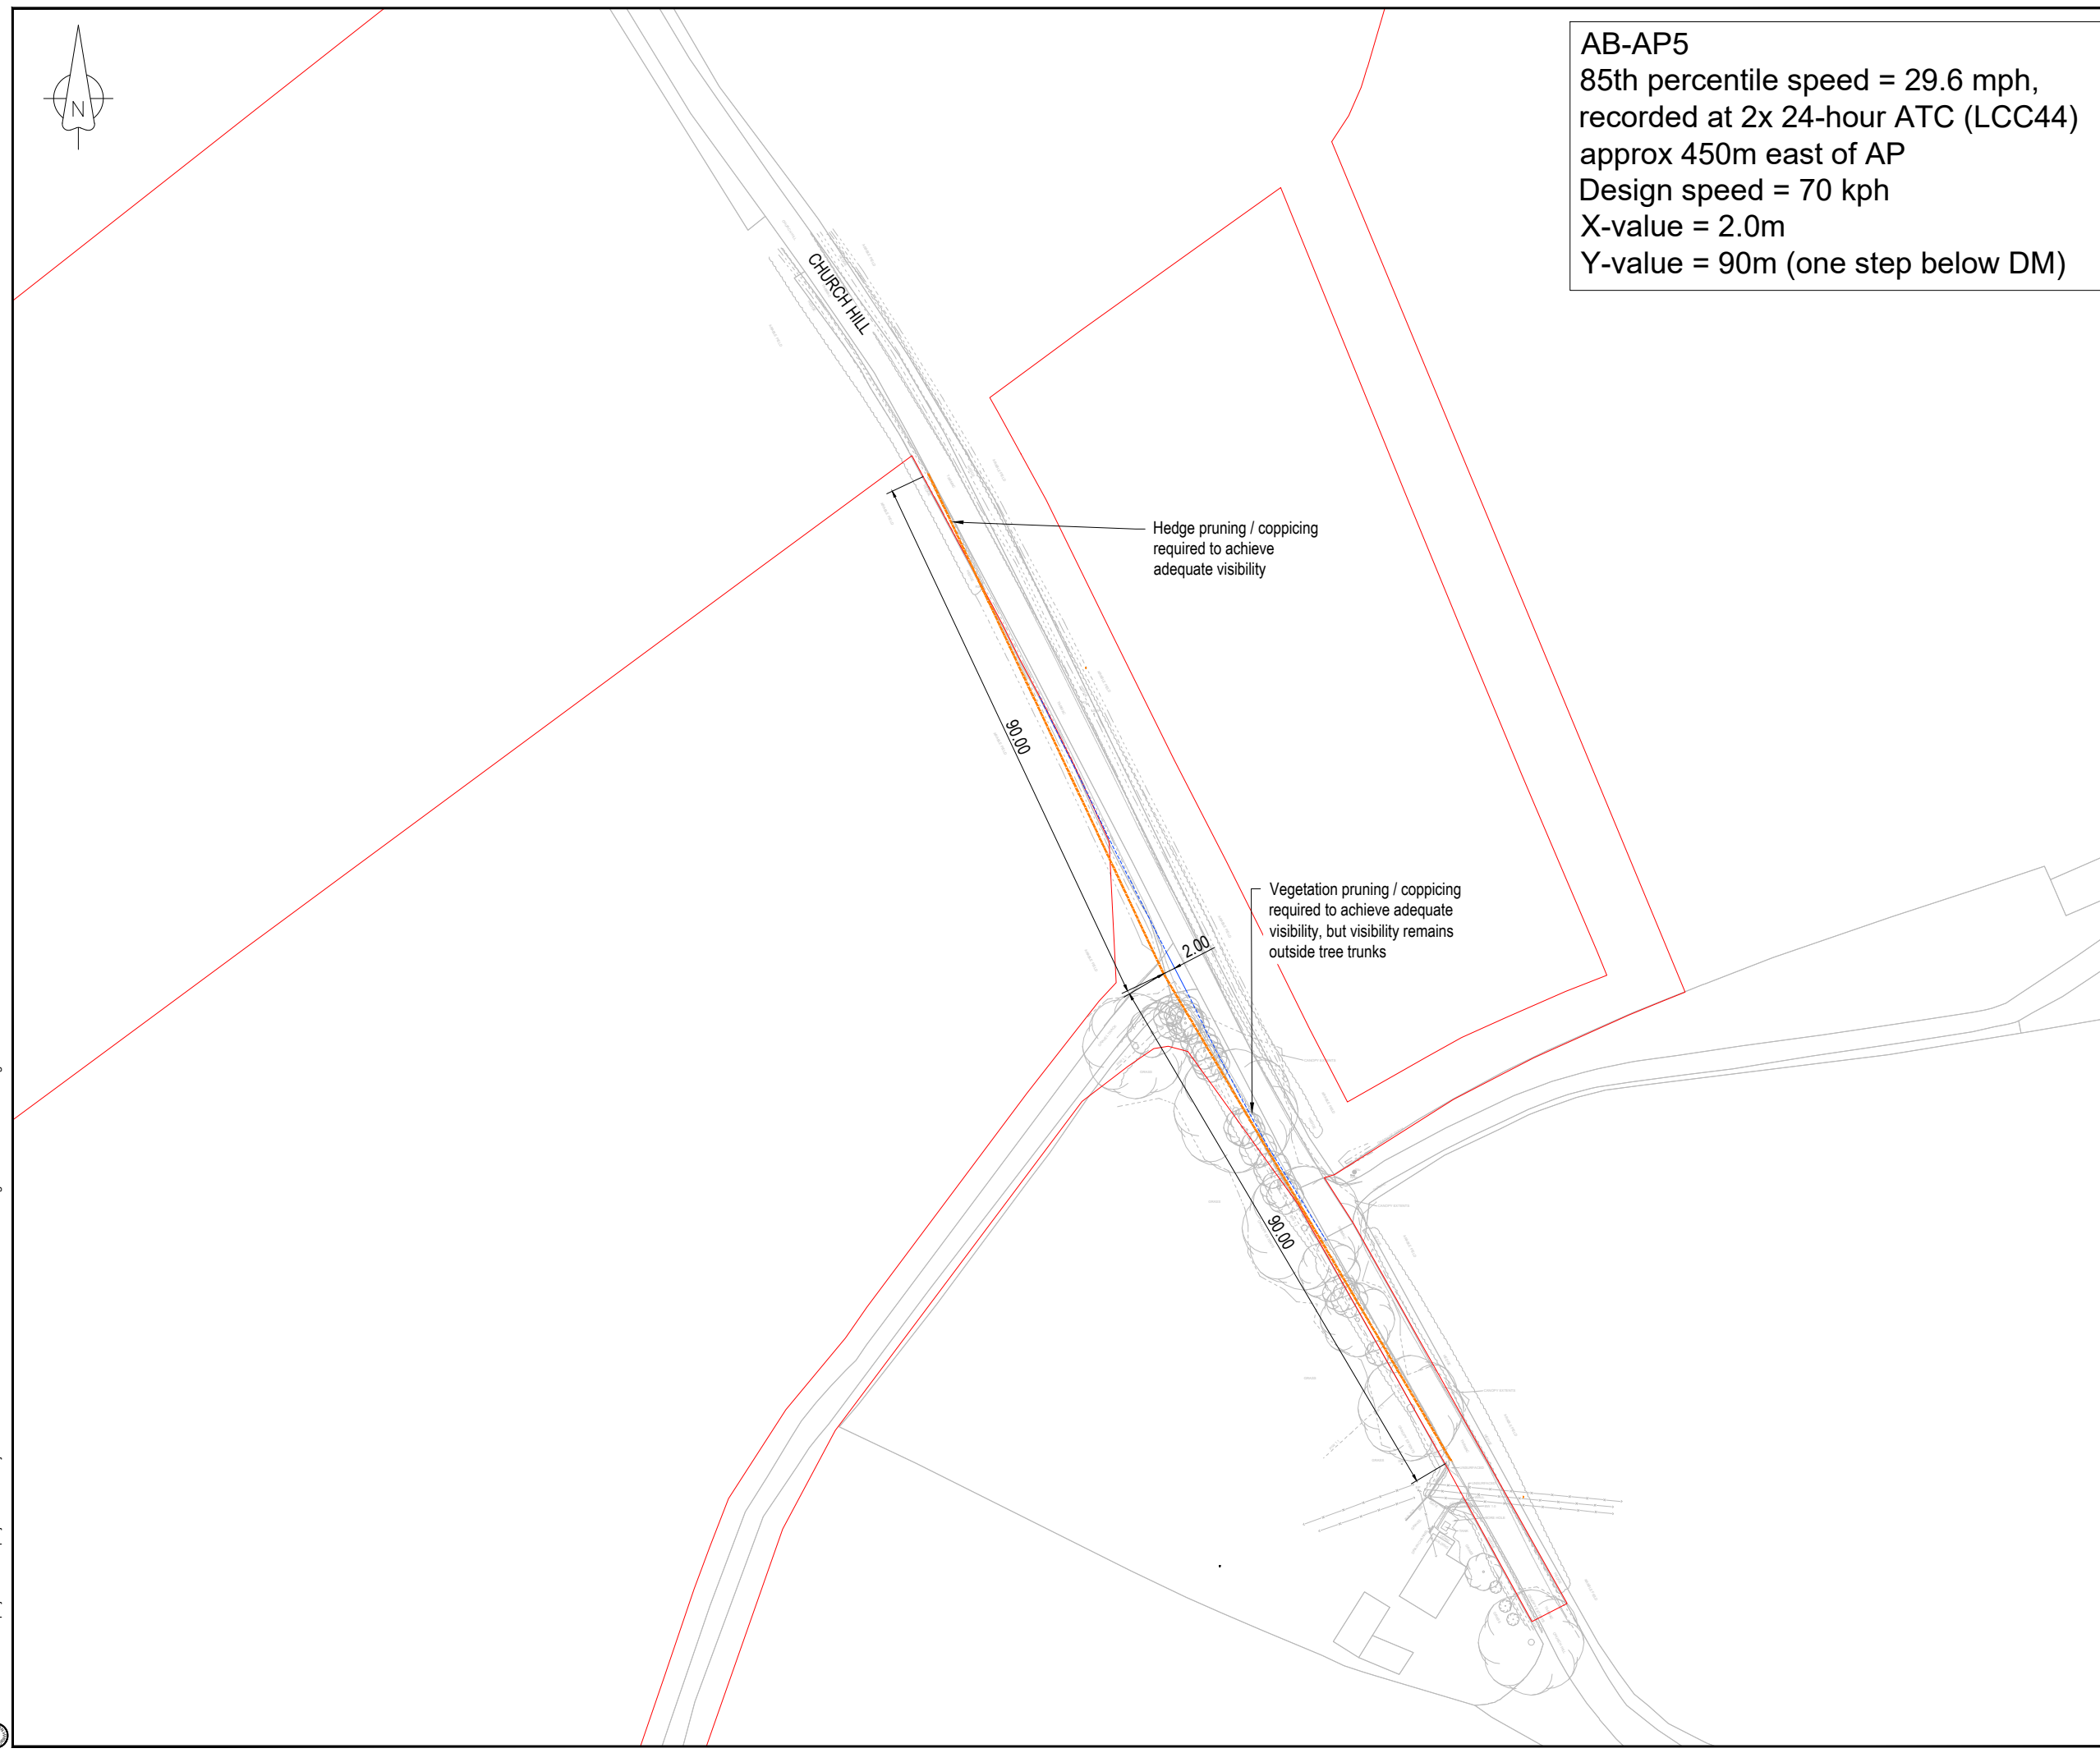 N
AB-AP5
85th percentile speed = 29.6 mph,
recorded at 2x 24-hour ATC (LCC44)
approx 450m east of AP
Design speed = 70 kph
X-value = 2.0m
Y-value = 90m (one step below DM)
CHURCH HILL
Hedge pruning / coppicing
required to achieve
adequate visibility
90.00
Vegetation pruning / coppicing
required to achieve adequate
visibility, but visibility remains
outside tree trunks
2.00
90.00